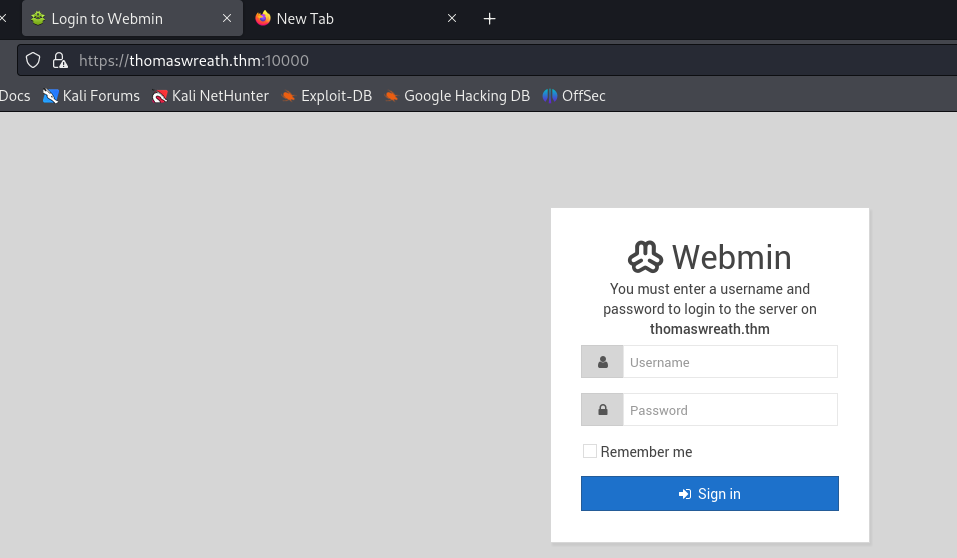 Login to Webmin
New Tab
https://thomaswreath.thm:10000
Docs Kali Forums Kali NetHunter Exploit-DB Google Hacking DB OffSec
Webmin
You must enter a username and
password to login to the server on
thomaswreath.thm
Username
Password
Remember me
Sign in